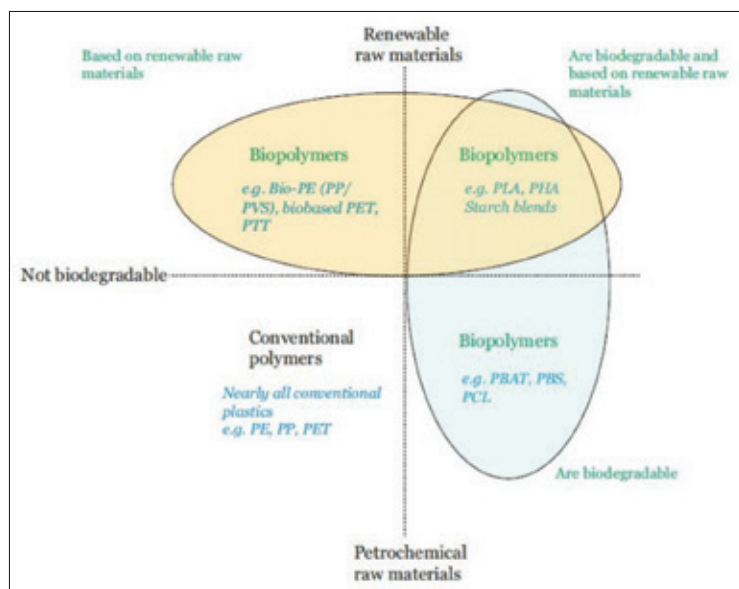 Renewable
raw materials
Based on renewable raw
materials
Are biodegradable and
based on renewable raw
materials
Biopolymers
e.g. Bio-PE (PP/
PVS), biobased PET,
PTT
Biopolymers
e.g. PLA, PHA
Starch blends
Not biodegradable
Conventional
polymers
Nearly all conventional
plastics
e.g. PE, PP, PET
Biopolymers
e.g. PBAT, PBS,
PCL
Are biodegradable
Petrochemical
raw materials